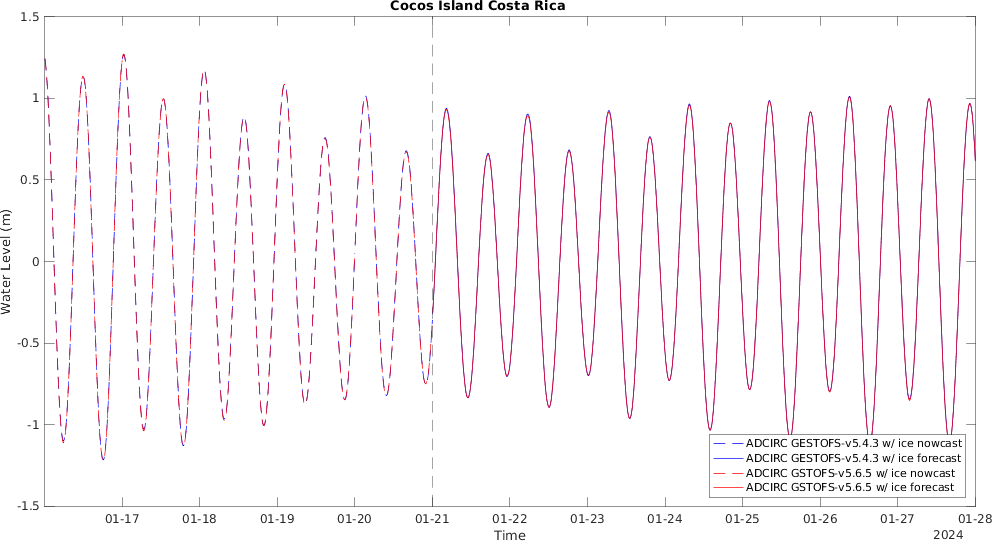 Cocos Island Costa Rica
1.5
1
0.5
0
-0.5
-1
-1.5
Water Level (m)
ADCIRC GESTOFS-v5.4.3 w/ ice nowcast
ADCIRC GESTOFS-v5.4.3 w/ ice forecast
ADCIRC GSTOFS-v5.6.5 w/ ice nowcast
ADCIRC GSTOFS-v5.6.5 w/ ice forecast
01-17 01-18 01-19 01-20 01-21 01-22 01-23 01-24 01-25 01-26 01-27 01-28
Time
2024